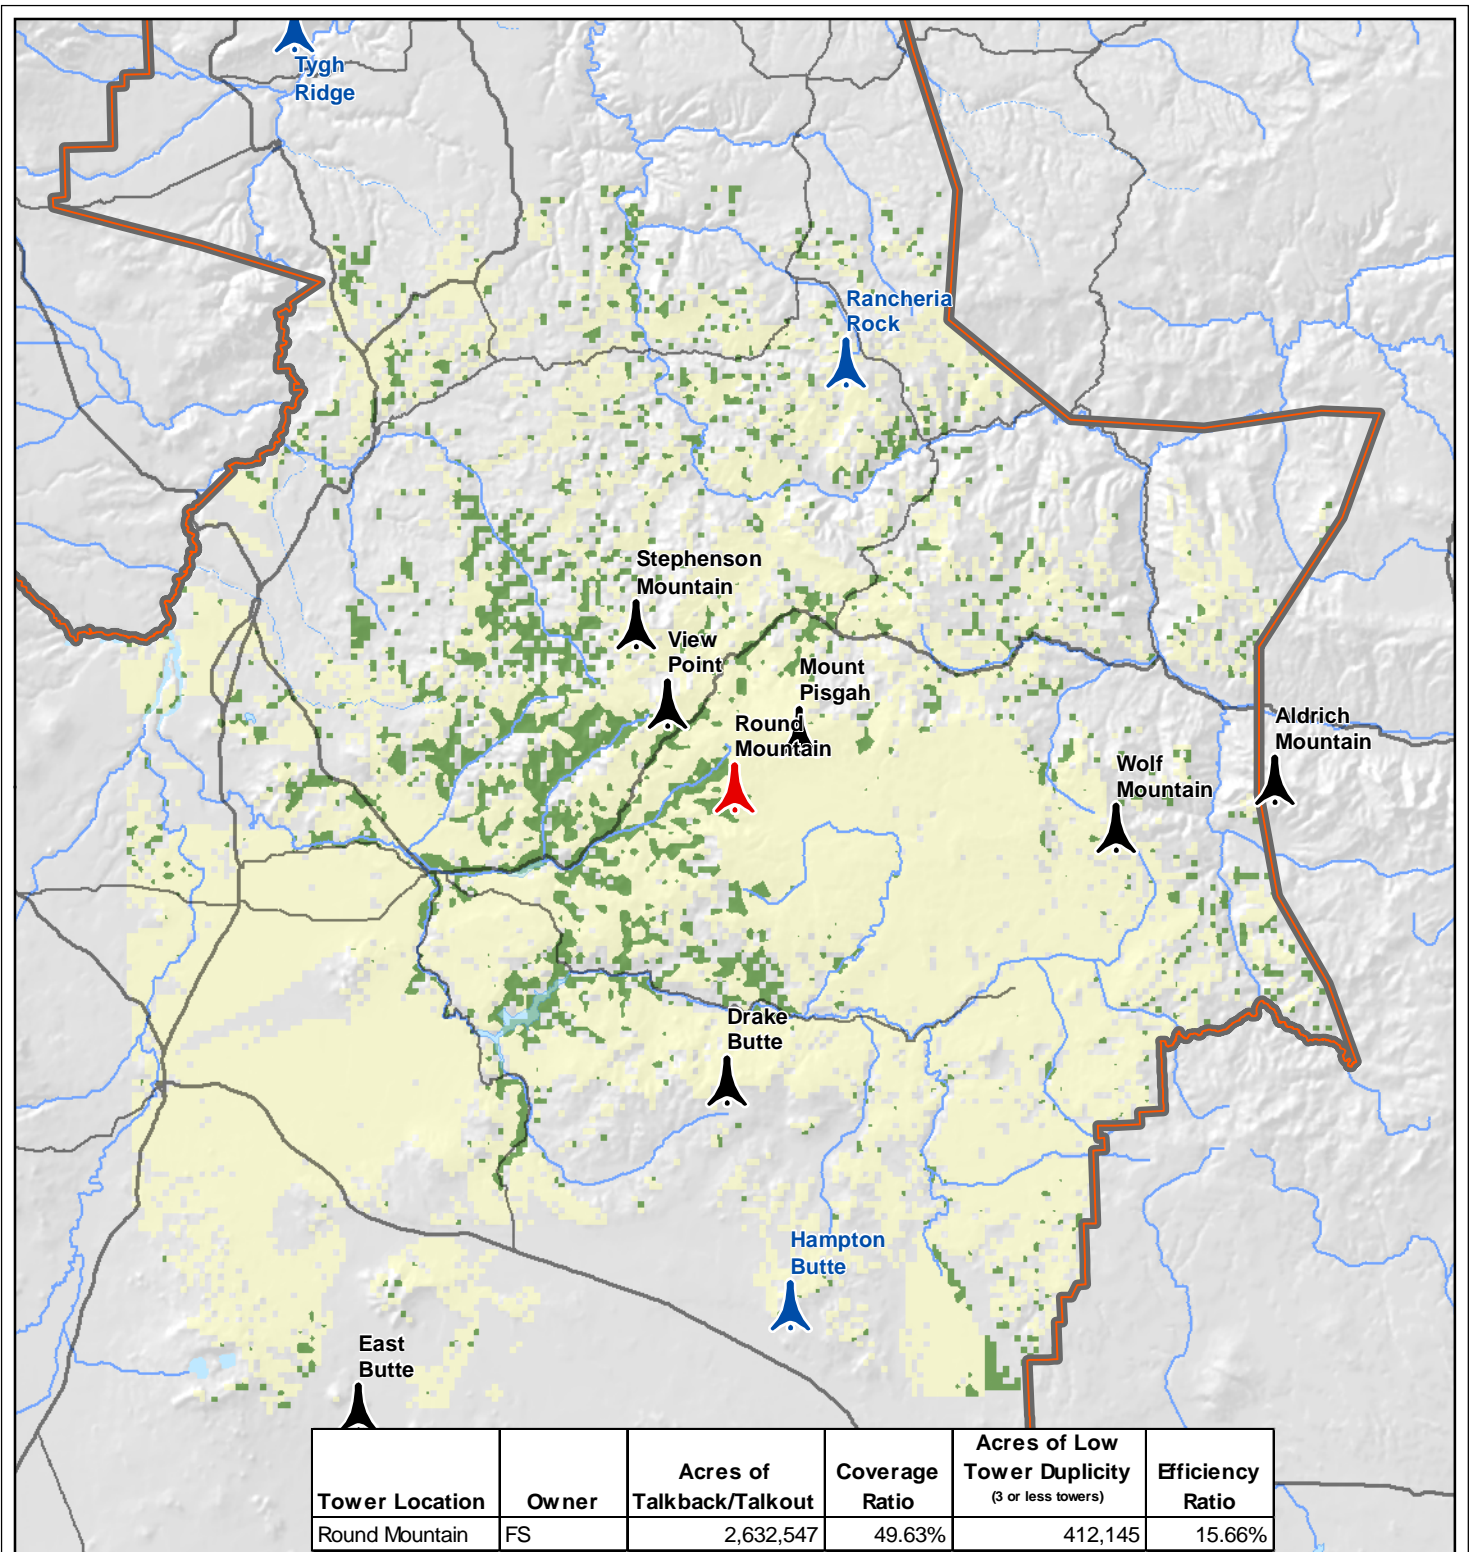 Tygh
Ridge
Rancheria
Rock
Stephenson
Mountain
View
Point
Mount
Pisgah
Round
Mountain
Aldrich
Mountain
Wolf
Mountain
Drake
Butte
Hampton
Butte
East
Butte
Tower Location
Owner
Acres of
Talkback/Talkout
Coverage
Ratio
Acres of Low
Tower Duplicity
(3 or less towers)
Efficiency
Ratio
Round Mountain FS 2,632,547 49.63% 412,145 15.66%